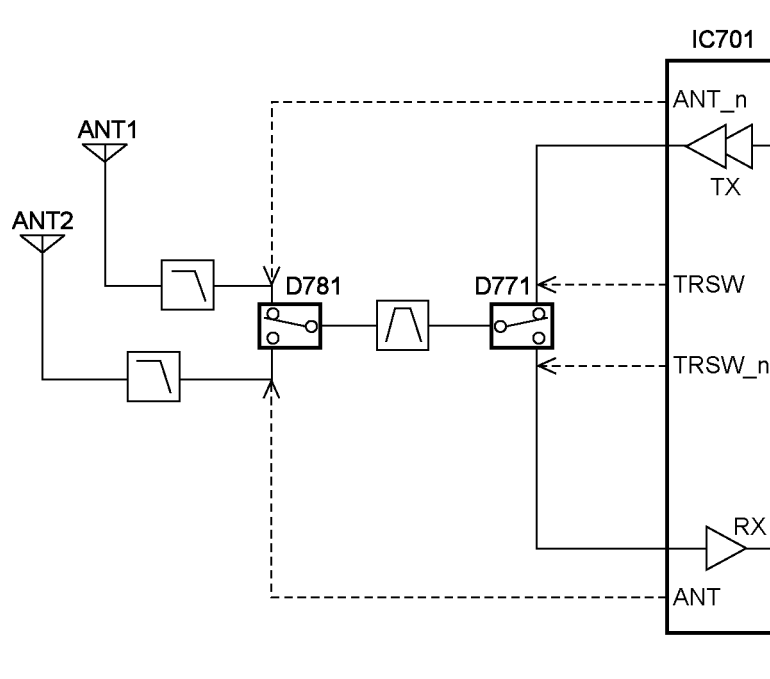 IC701
ANT_n
ANT1
TX
ANT2
D781
D771
TRSW
TRSW_n
RX
ANT